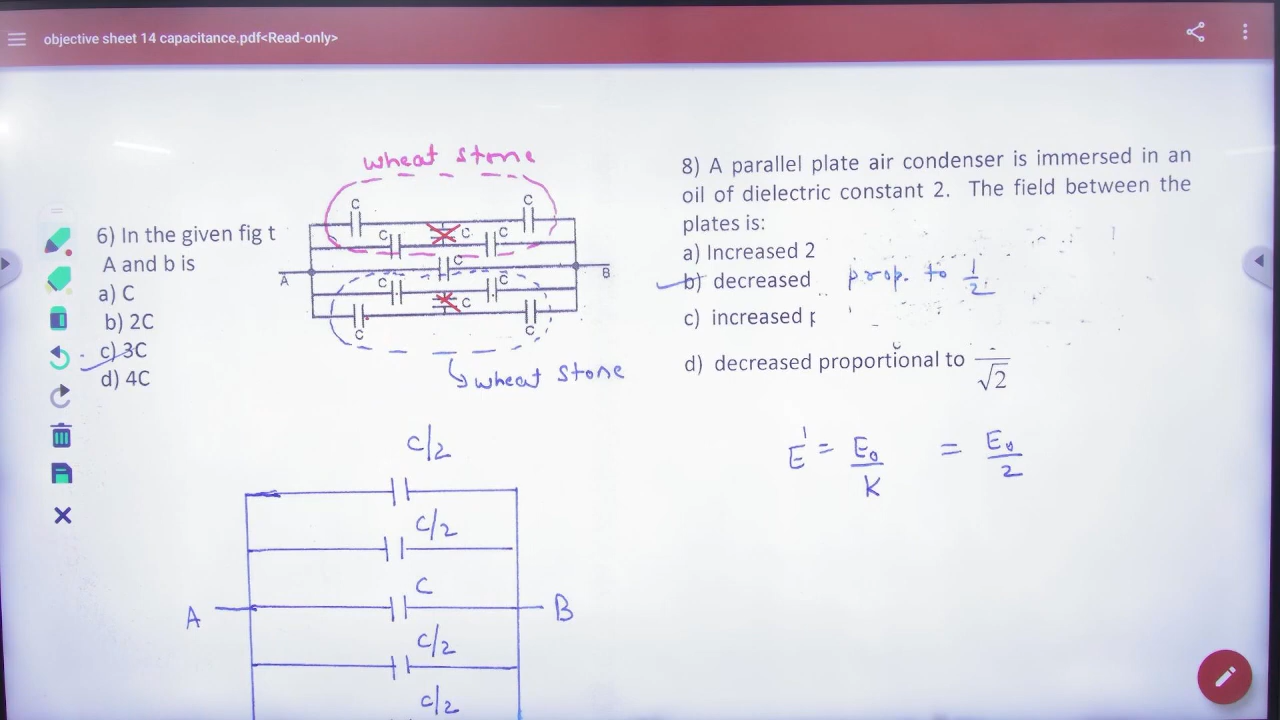 objective sheet 14 capacitance.pdf<Read-only>
wheat stone
6) In the given fig t
A and b is
a) C
b) 2C
c) 3C
d) 4C
C
C
C
C
C
C
A
B
C
C
C
C
C
wheat stone
8) A parallel plate air condenser is immersed in an
oil of dielectric constant 2. The field between the
plates is:
a) Increased 2
b) decreased prop. to 1/2
c) increased
d) decreased proportional to /√2
E' = E₀/K = E₀/2
C/2
C/2
C
A
B
C/2
C/2